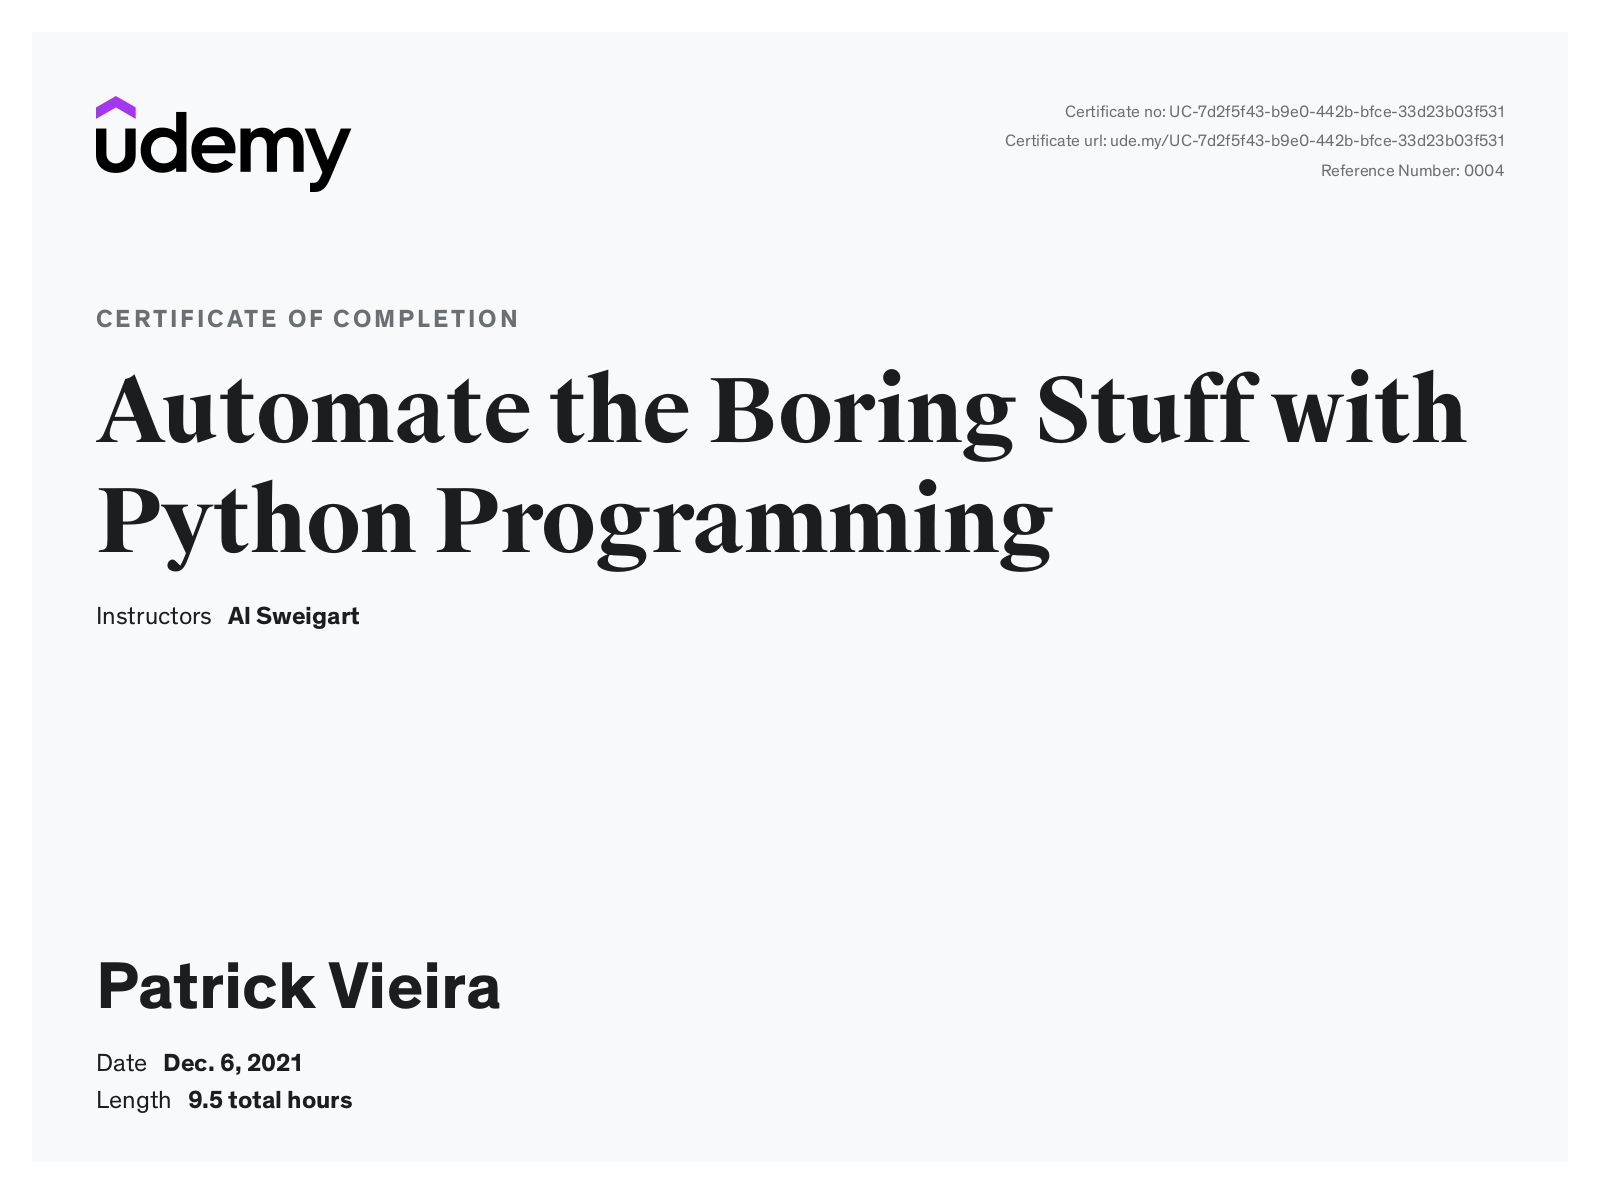 udemy
Certificate no: UC-7d2f5f43-b9e0-442b-bfce-33d23b03f531
Certificate url: ude.my/UC-7d2f5f43-b9e0-442b-bfce-33d23b03f531
Reference Number: 0004
CERTIFICATE OF COMPLETION
Automate the Boring Stuff with
Python Programming
Instructors Al Sweigart
Patrick Vieira
Date Dec. 6, 2021
Length 9.5 total hours